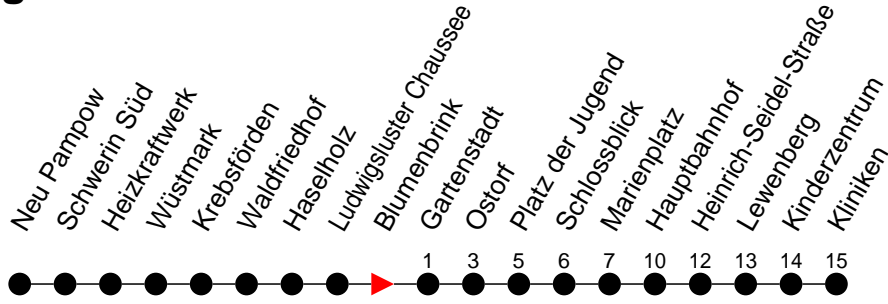 Neu Pampow
Schwerin Süd
Heizkraftwerk
Wüstmark
Krebsförden
Waldfriedhof
Haselholz
Ludwigsluster Chaussee
Blumenbrink
Gartenstadt
Ostorf
Platz der Jugend
Schlossblick
Marienplatz
Hauptbahnhof
Heinrich-Seidel-Straße
Lewenberg
Kinderzentrum
Kliniken
1 3 5 6 7 10 12 13 14 15